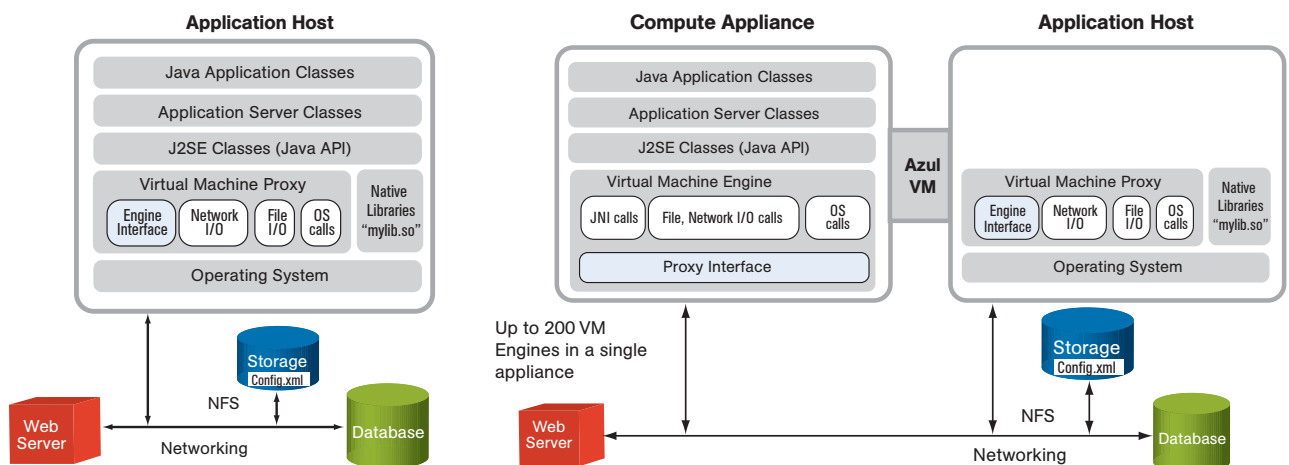 Application Host
Java Application Classes
Application Server Classes
J2SE Classes (Java API)
Virtual Machine Proxy
Engine
Interface
Network
I/O
File
I/O
OS
calls
Native
Libraries
“mylib.so”
Operating System
Storage
Config.xml
NFS
Web
Server
Database
Networking
Compute Appliance
Java Application Classes
Application Server Classes
J2SE Classes (Java API)
Virtual Machine Engine
JNI calls
File, Network I/O calls
OS
calls
Proxy Interface
Azul
VM
Application Host
Virtual Machine Proxy
Engine
Interface
Network
I/O
File
I/O
OS
calls
Native
Libraries
“mylib.so”
Operating System
Up to 200 VM
Engines in a single
appliance
Storage
Config.xml
NFS
Web
Server
Database
Networking